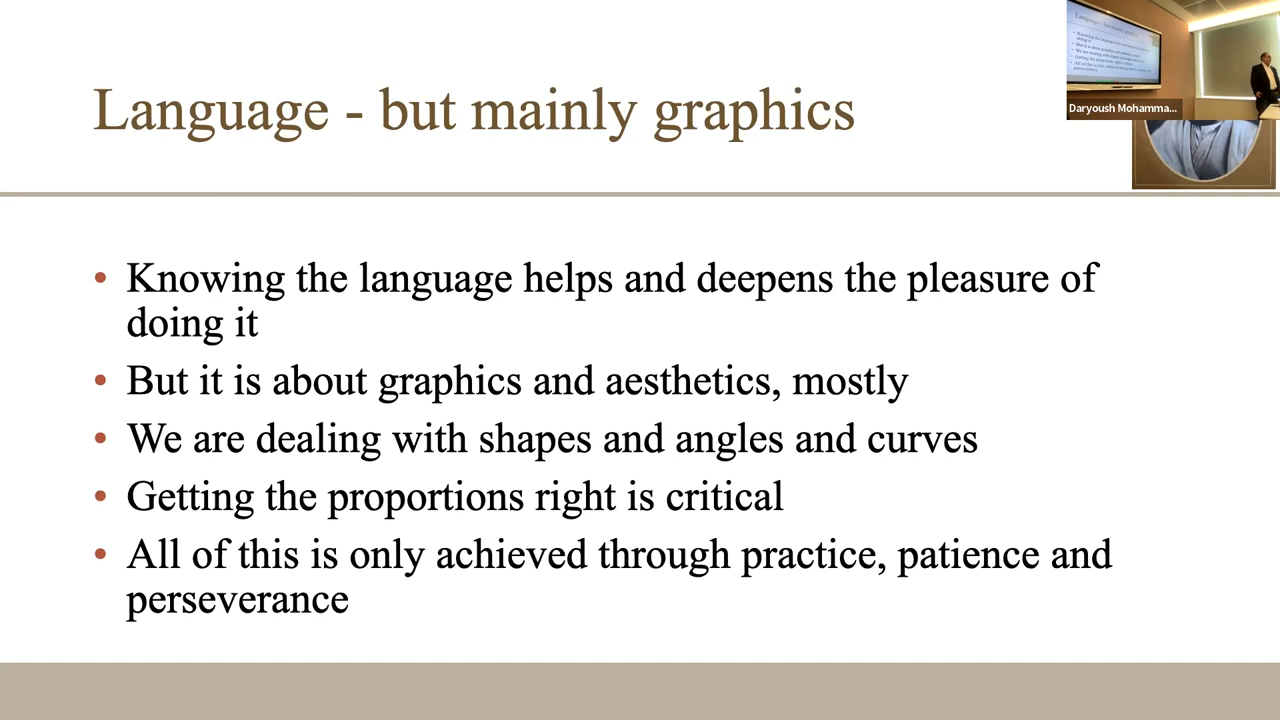 Language - but mainly graphics
Daryoush Mohamma...
• Knowing the language helps and deepens the pleasure of
doing it
• But it is about graphics and aesthetics, mostly
• We are dealing with shapes and angles and curves
• Getting the proportions right is critical
• All of this is only achieved through practice, patience and
perseverance